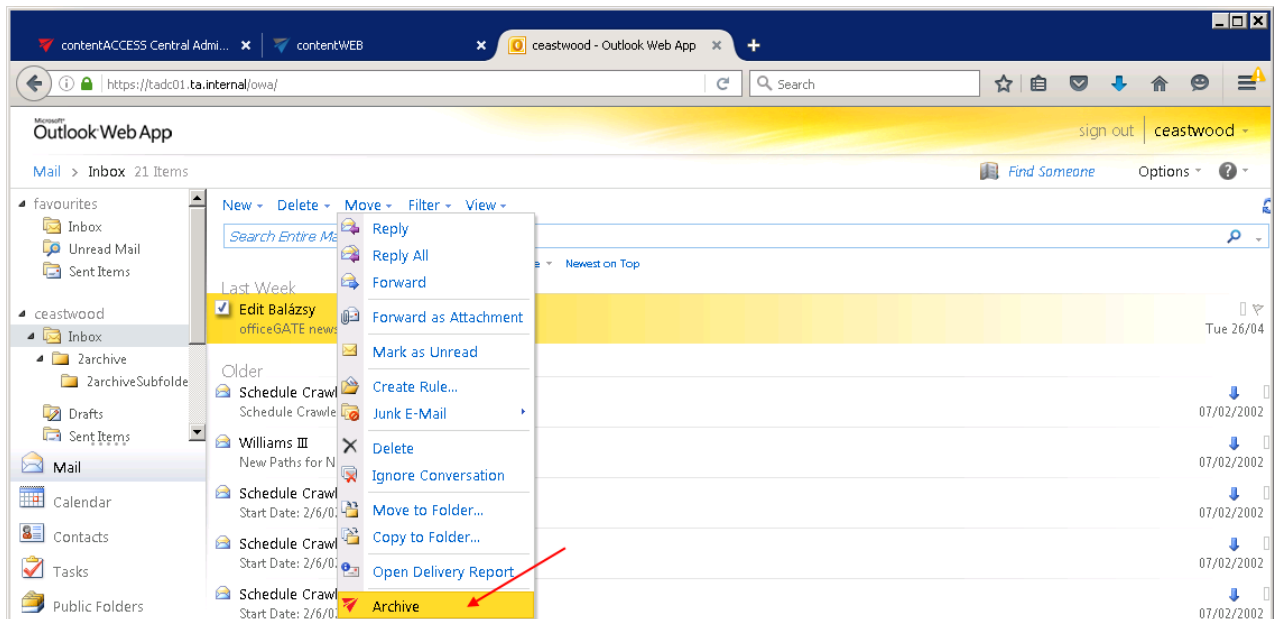 contentACCESS Central Admi... contentWEB ceastwood - Outlook Web App
https://tadc01.ta.internal/owa/ Search
Microsoft®
Outlook Web App sign out ceastwood
Mail > Inbox 21 Items Find Someone Options
favourites
Inbox
Unread Mail
Sent Items
ceastwood
Inbox
2archive
2archiveSubfolde
Drafts
Sent Items
Mail
Calendar
Contacts
Tasks
Public Folders
New Delete Move Filter View
Search Entire Ma
Newest on Top
Last Week
Edit Balázsy
officeGATE news
Tue 26/04
Older
Schedule Crawl
Schedule Crawle
07/02/2002
Williams III
New Paths for N
07/02/2002
Schedule Crawl
Start Date: 2/6/02
07/02/2002
Schedule Crawl
Start Date: 2/6/02
07/02/2002
Schedule Crawl
Start Date: 2/6/02
07/02/2002
Reply
Reply All
Forward
Forward as Attachment
Mark as Unread
Create Rule...
Junk E-Mail
Delete
Ignore Conversation
Move to Folder...
Copy to Folder...
Open Delivery Report
Archive